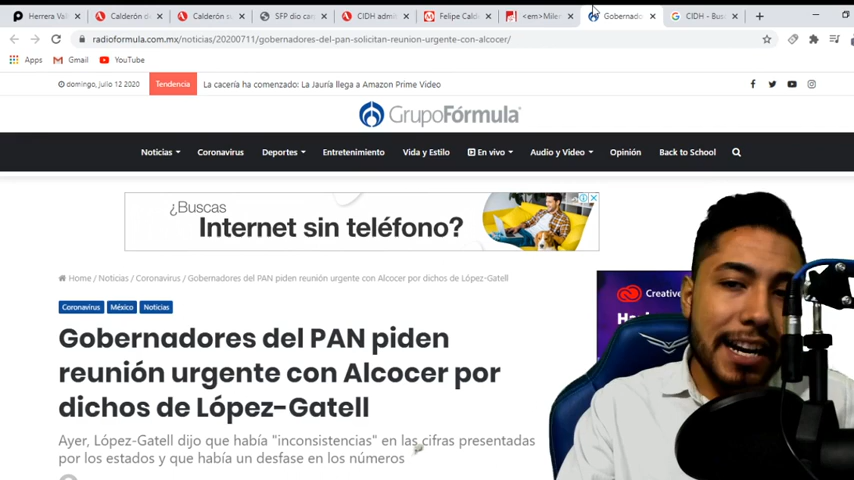 Herrera Val
Calderón de
Calderón su
SFP dio can
CIDH admit
Felipe Cald
<em>Milen
Gobernado
CIDH - Bus
radioformula.com.mx/noticias/20200711/gobernadores-del-pan-solicitan-reunion-urgente-con-alcocer/
Apps
Gmail
YouTube
Maps
domingo, julio 12 2020
Tendencia
La cacería ha comenzado: La Jauría llega a Amazon Prime Video
GrupoFórmula
Noticias
Coronavirus
Deportes
Entretenimiento
Vida y Estilo
En vivo
Audio y Video
Opinión
Back to School
¿Buscas
Internet sin teléfono?
Home / Noticias / Coronavirus / Gobernadores del PAN piden reunión urgente con Alcocer por dichos de López-Gatell
Creative
Coronavirus
México
Noticias
Gobernadores del PAN piden
reunión urgente con Alcocer por
dichos de López-Gatell
Ayer, López-Gatell dijo que había "inconsistencias" en las cifras presentadas
por los estados y que había un desfase en los números